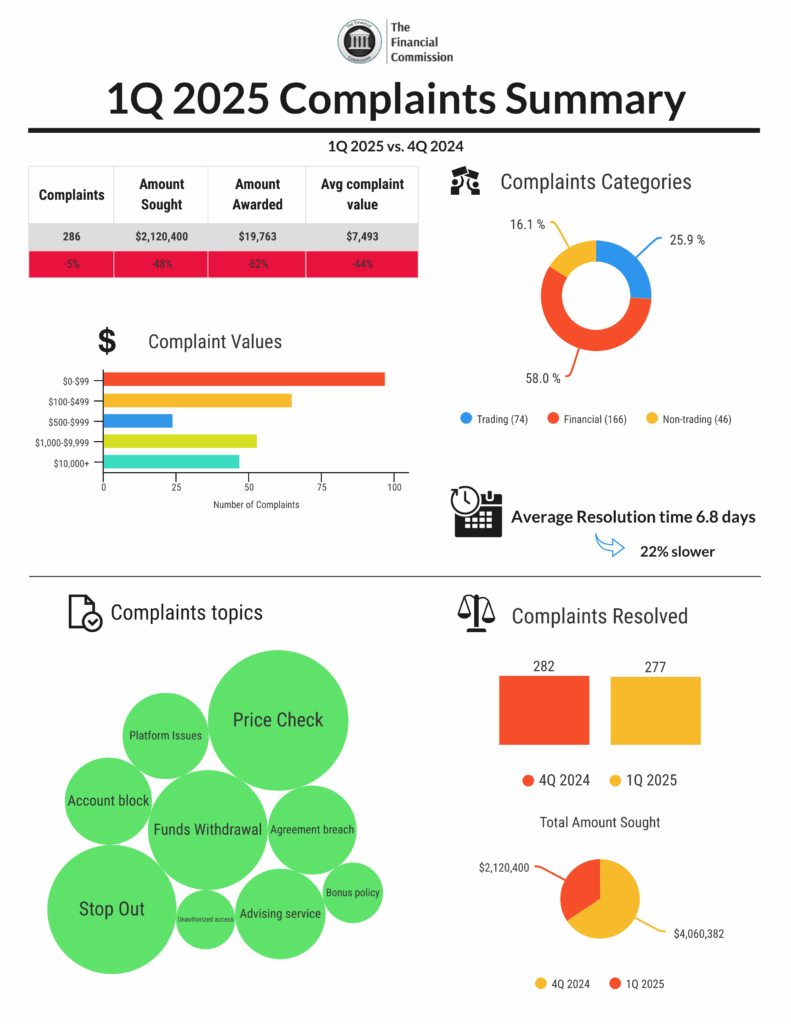 The
Financial
Commission
1Q 2025 Complaints Summary
1Q 2025 vs. 4Q 2024
Complaints
Amount
Sought
Amount
Awarded
Avg complaint
value
286
$2,120,400
$19,763
$7,493
-5%
-48%
-82%
-44%
Complaints Categories
16.1 %
25.9 %
58.0 %
Trading (74)
Financial (166)
Non-trading (46)
$
Complaint Values
$0-$99
$100-$499
$500-$999
$1,000-$9,999
$10,000+
0
25
50
75
100
Number of Complaints
Average Resolution time 6.8 days
22% slower
Complaints topics
Price Check
Platform Issues
Account block
Funds Withdrawal
Agreement breach
Bonus policy
Stop Out
Unauthorized access
Advising service
Complaints Resolved
282
277
4Q 2024
1Q 2025
Total Amount Sought
$2,120,400
$4,060,382
4Q 2024
1Q 2025